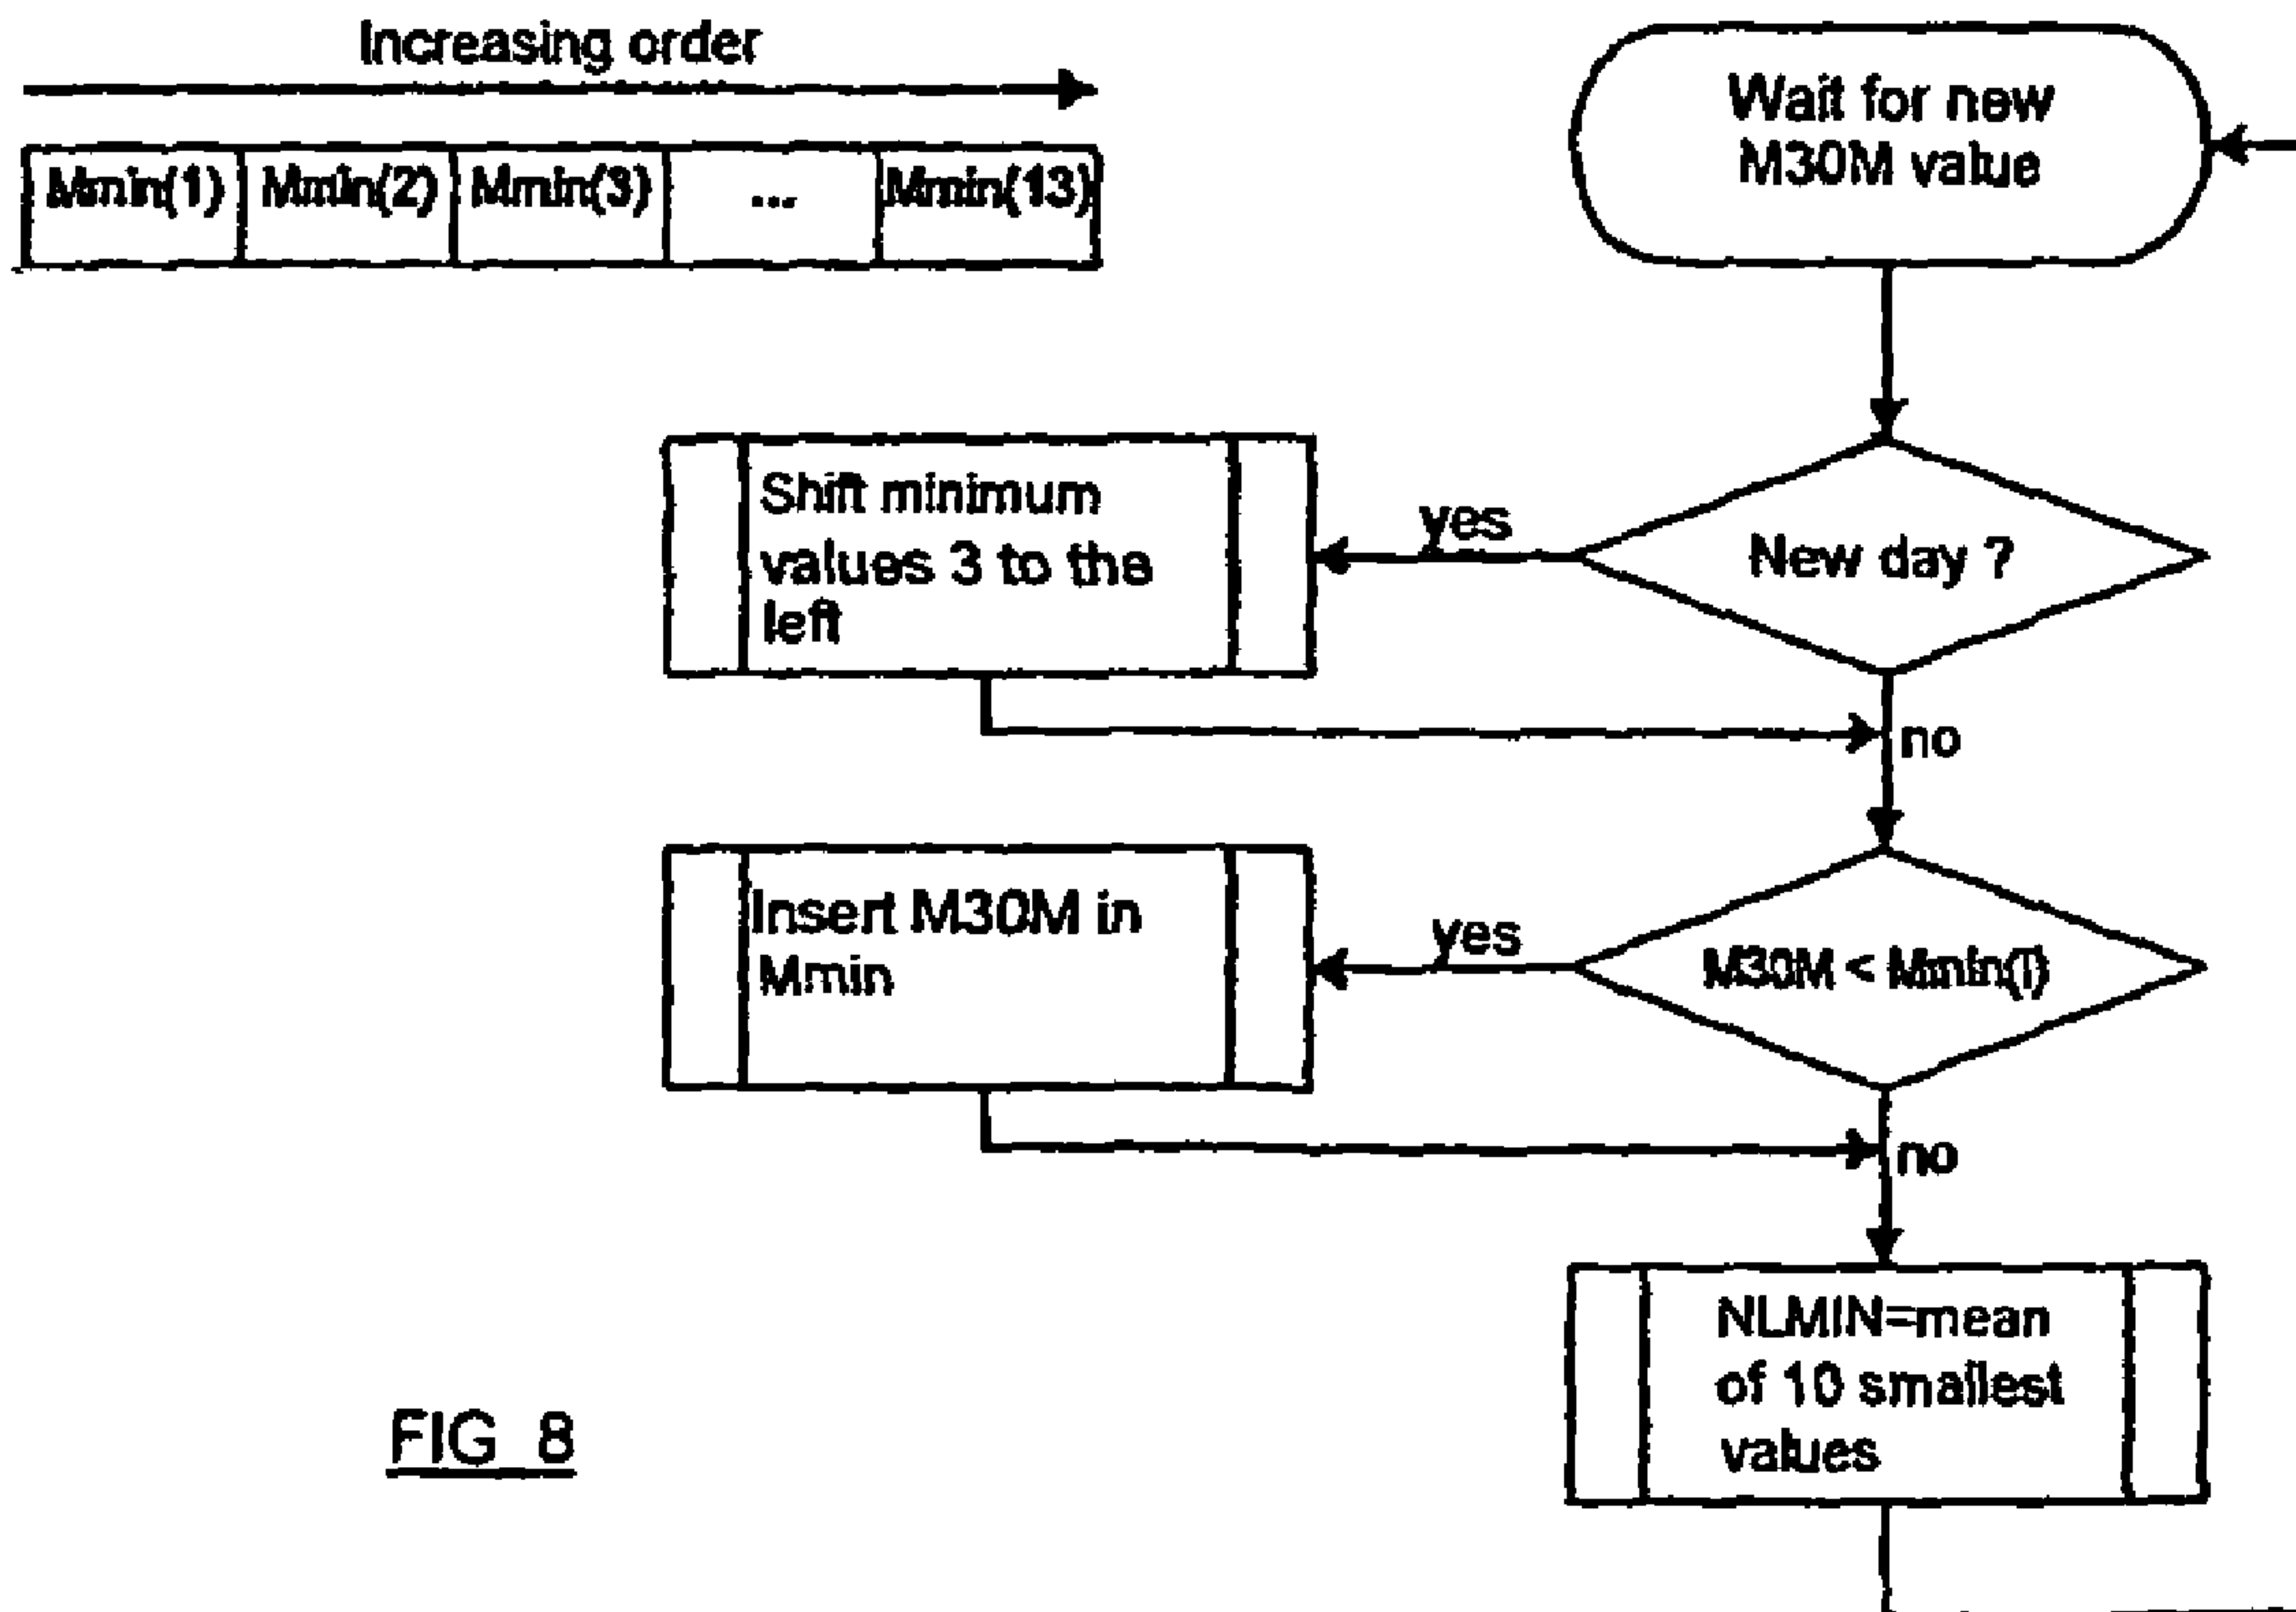 Increasing order
Mmin(1) Mmin(2) Mmin(3) ... Mmin(13)
Wait for new
M30M value
New day ?
yes
no
Shift minimum
values 3 to the
left
M30M < Mmin(i)
yes
no
Insert M30M in
Mmin
NLMIN=mean
of 10 smallest
values
FIG 8